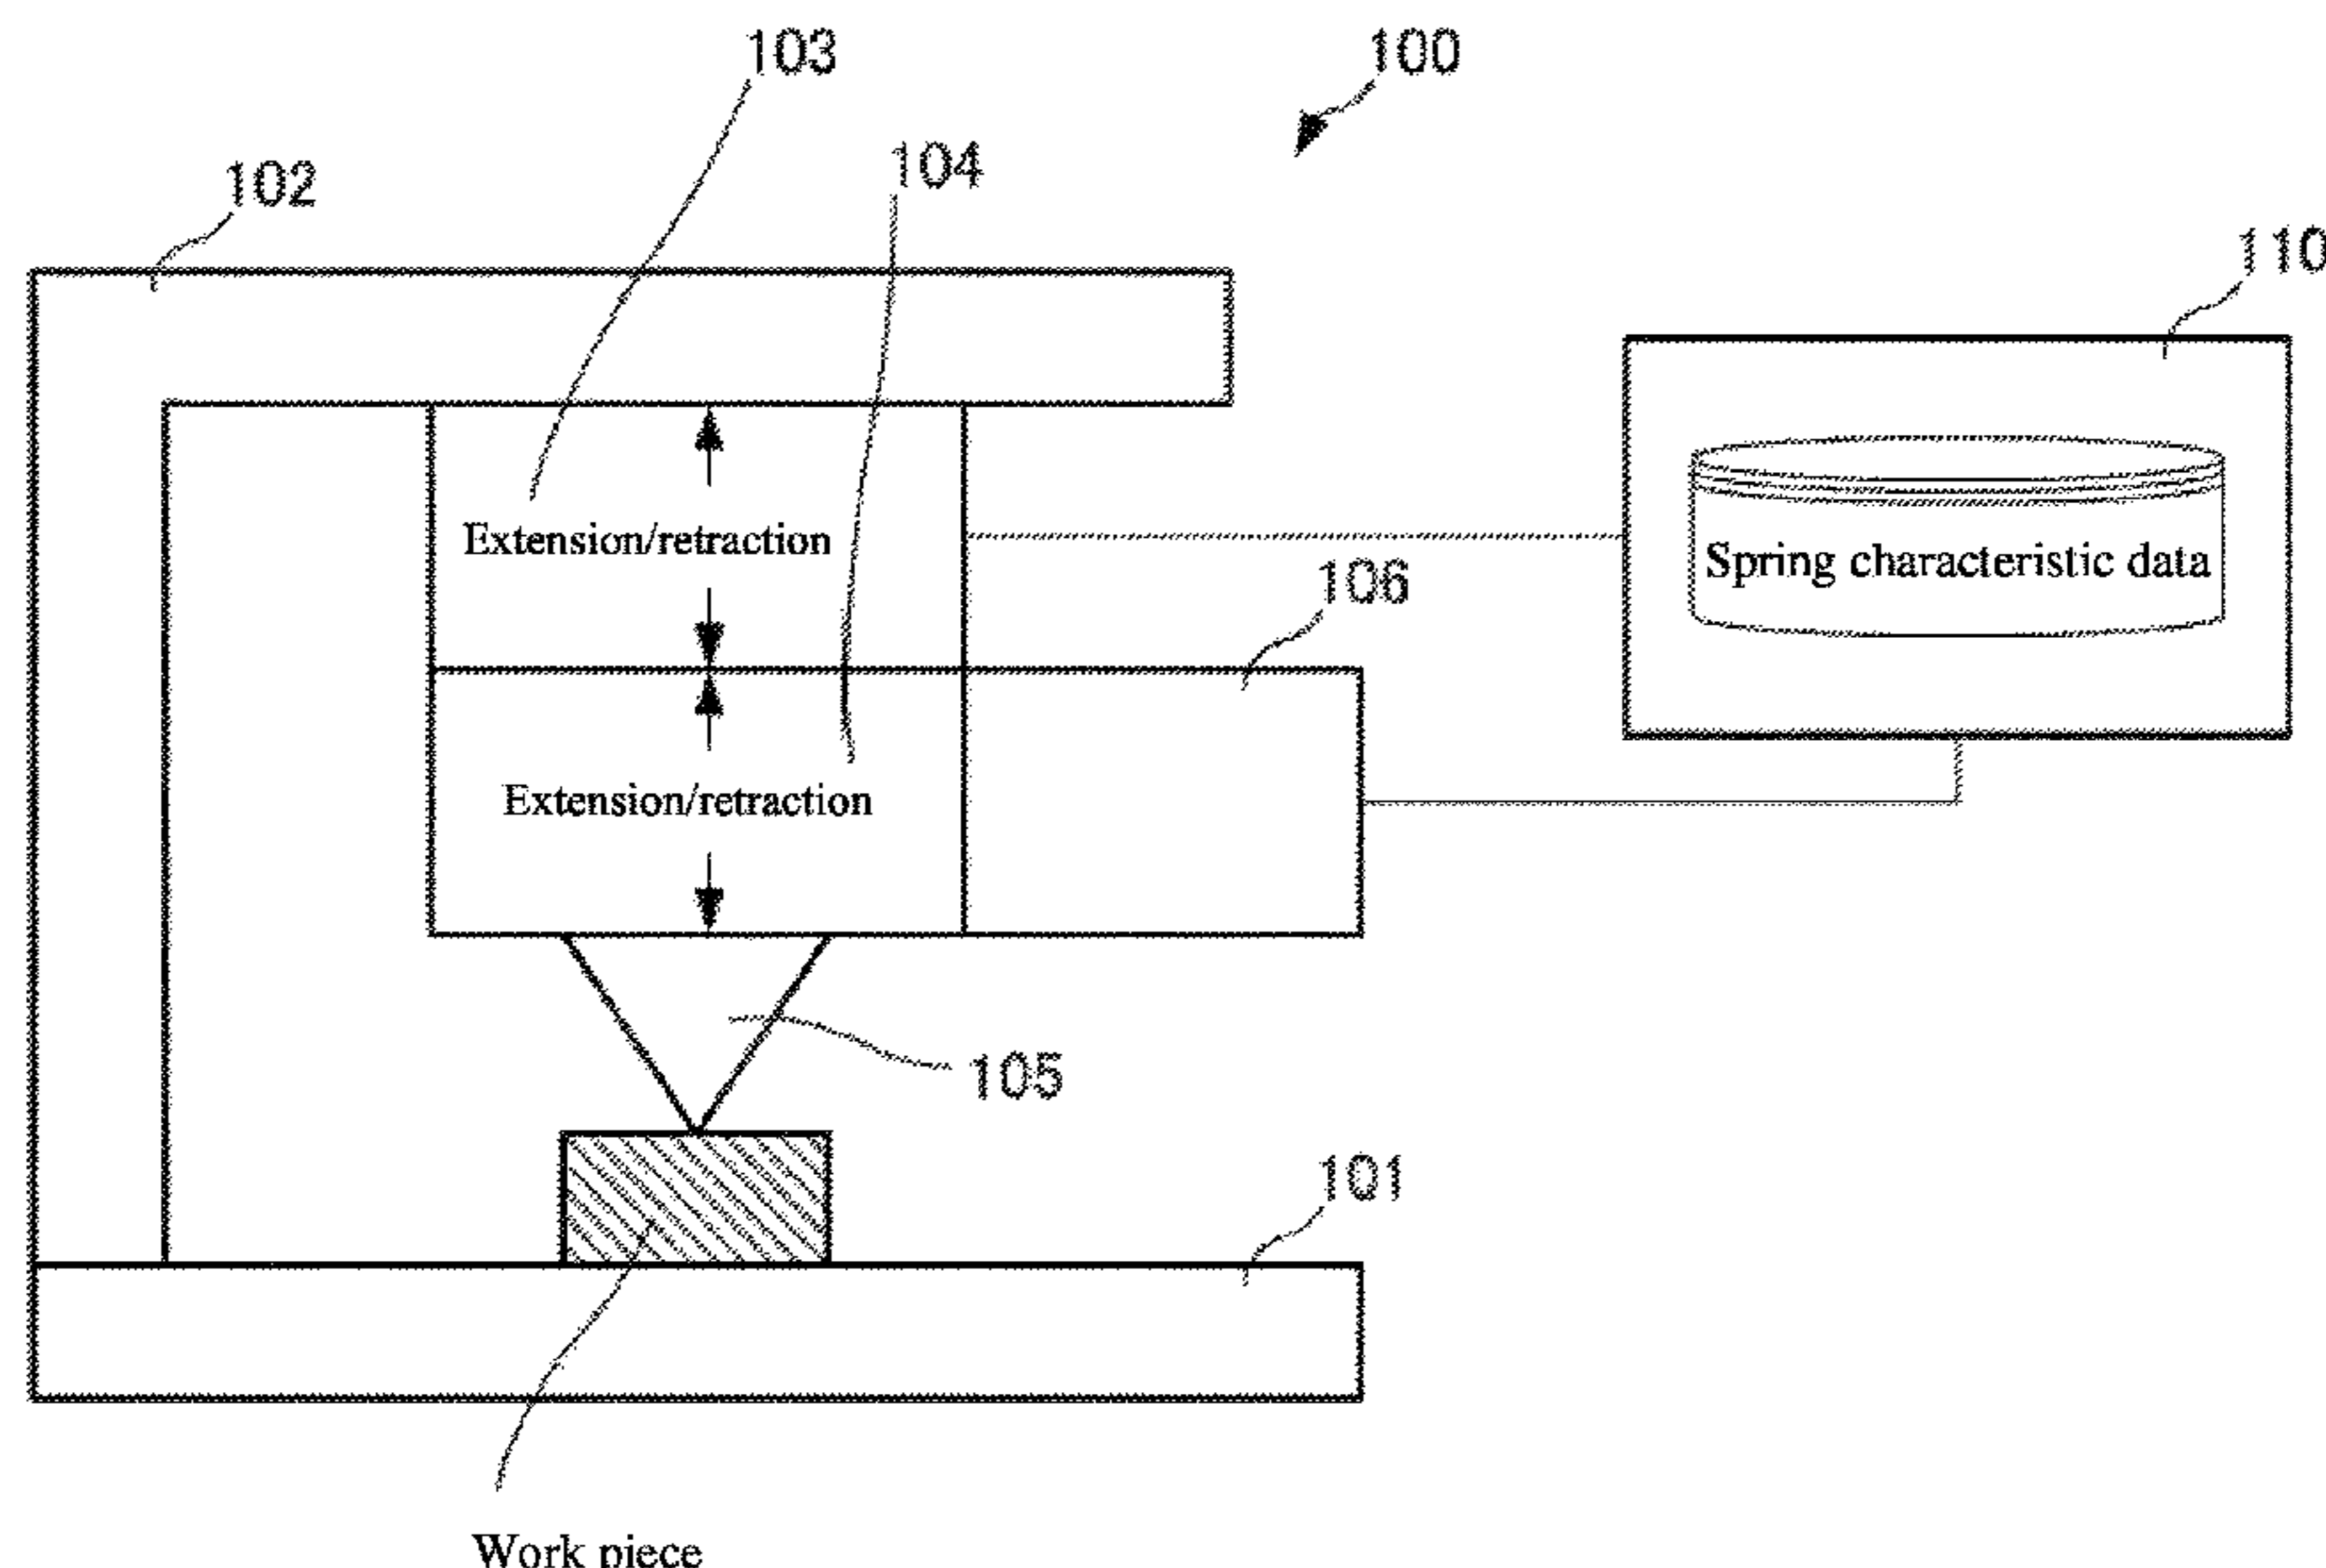 103
100
104
102
110
Extension/retraction
Spring characteristic data
106
Extension/retraction
105
101
Work piece